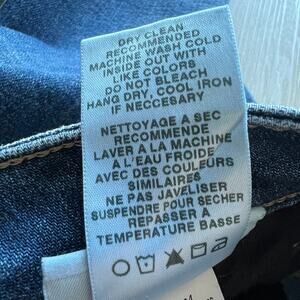 DRY CLEAN
RECOMMENDED
MACHINE WASH COLD
INSIDE OUT WITH
LIKE COLORS
DO NOT BLEACH
HANG DRY, COOL IRON
IF NECCESARY
NETTOYAGE A SEC
RECOMMENDE
LAVER A LA MACHINE
A L'EAU FROIDE
AVEC DES COULEURS
SIMILAIRES
NE PAS JAVELISER
SUSPENDRE POUR SECHER
REPASSER A
TEMPERATURE BASSE